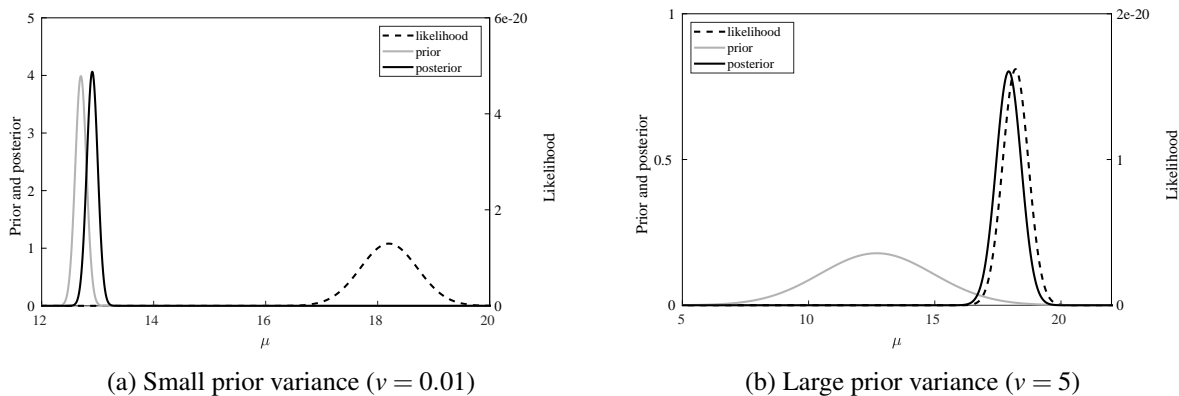 5
4
3
2
1
0
6e-20
4
2
0
12
14
16
18
20
likelihood
prior
posterior
Prior and posterior
Likelihood
μ
(a) Small prior variance (v = 0.01)
1
0.5
0
2e-20
1
0
5
10
15
20
likelihood
prior
posterior
Prior and posterior
Likelihood
μ
(b) Large prior variance (v = 5)